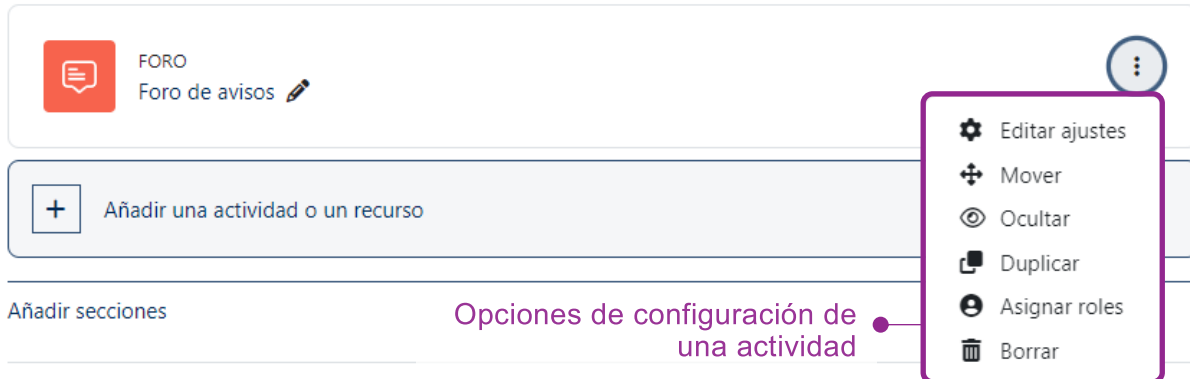 FORO
Foro de avisos
Editar ajustes
Mover
Añadir una actividad o un recurso
Ocultar
Duplicar
Añadir secciones
Opciones de configuración de
una actividad
Asignar roles
Borrar